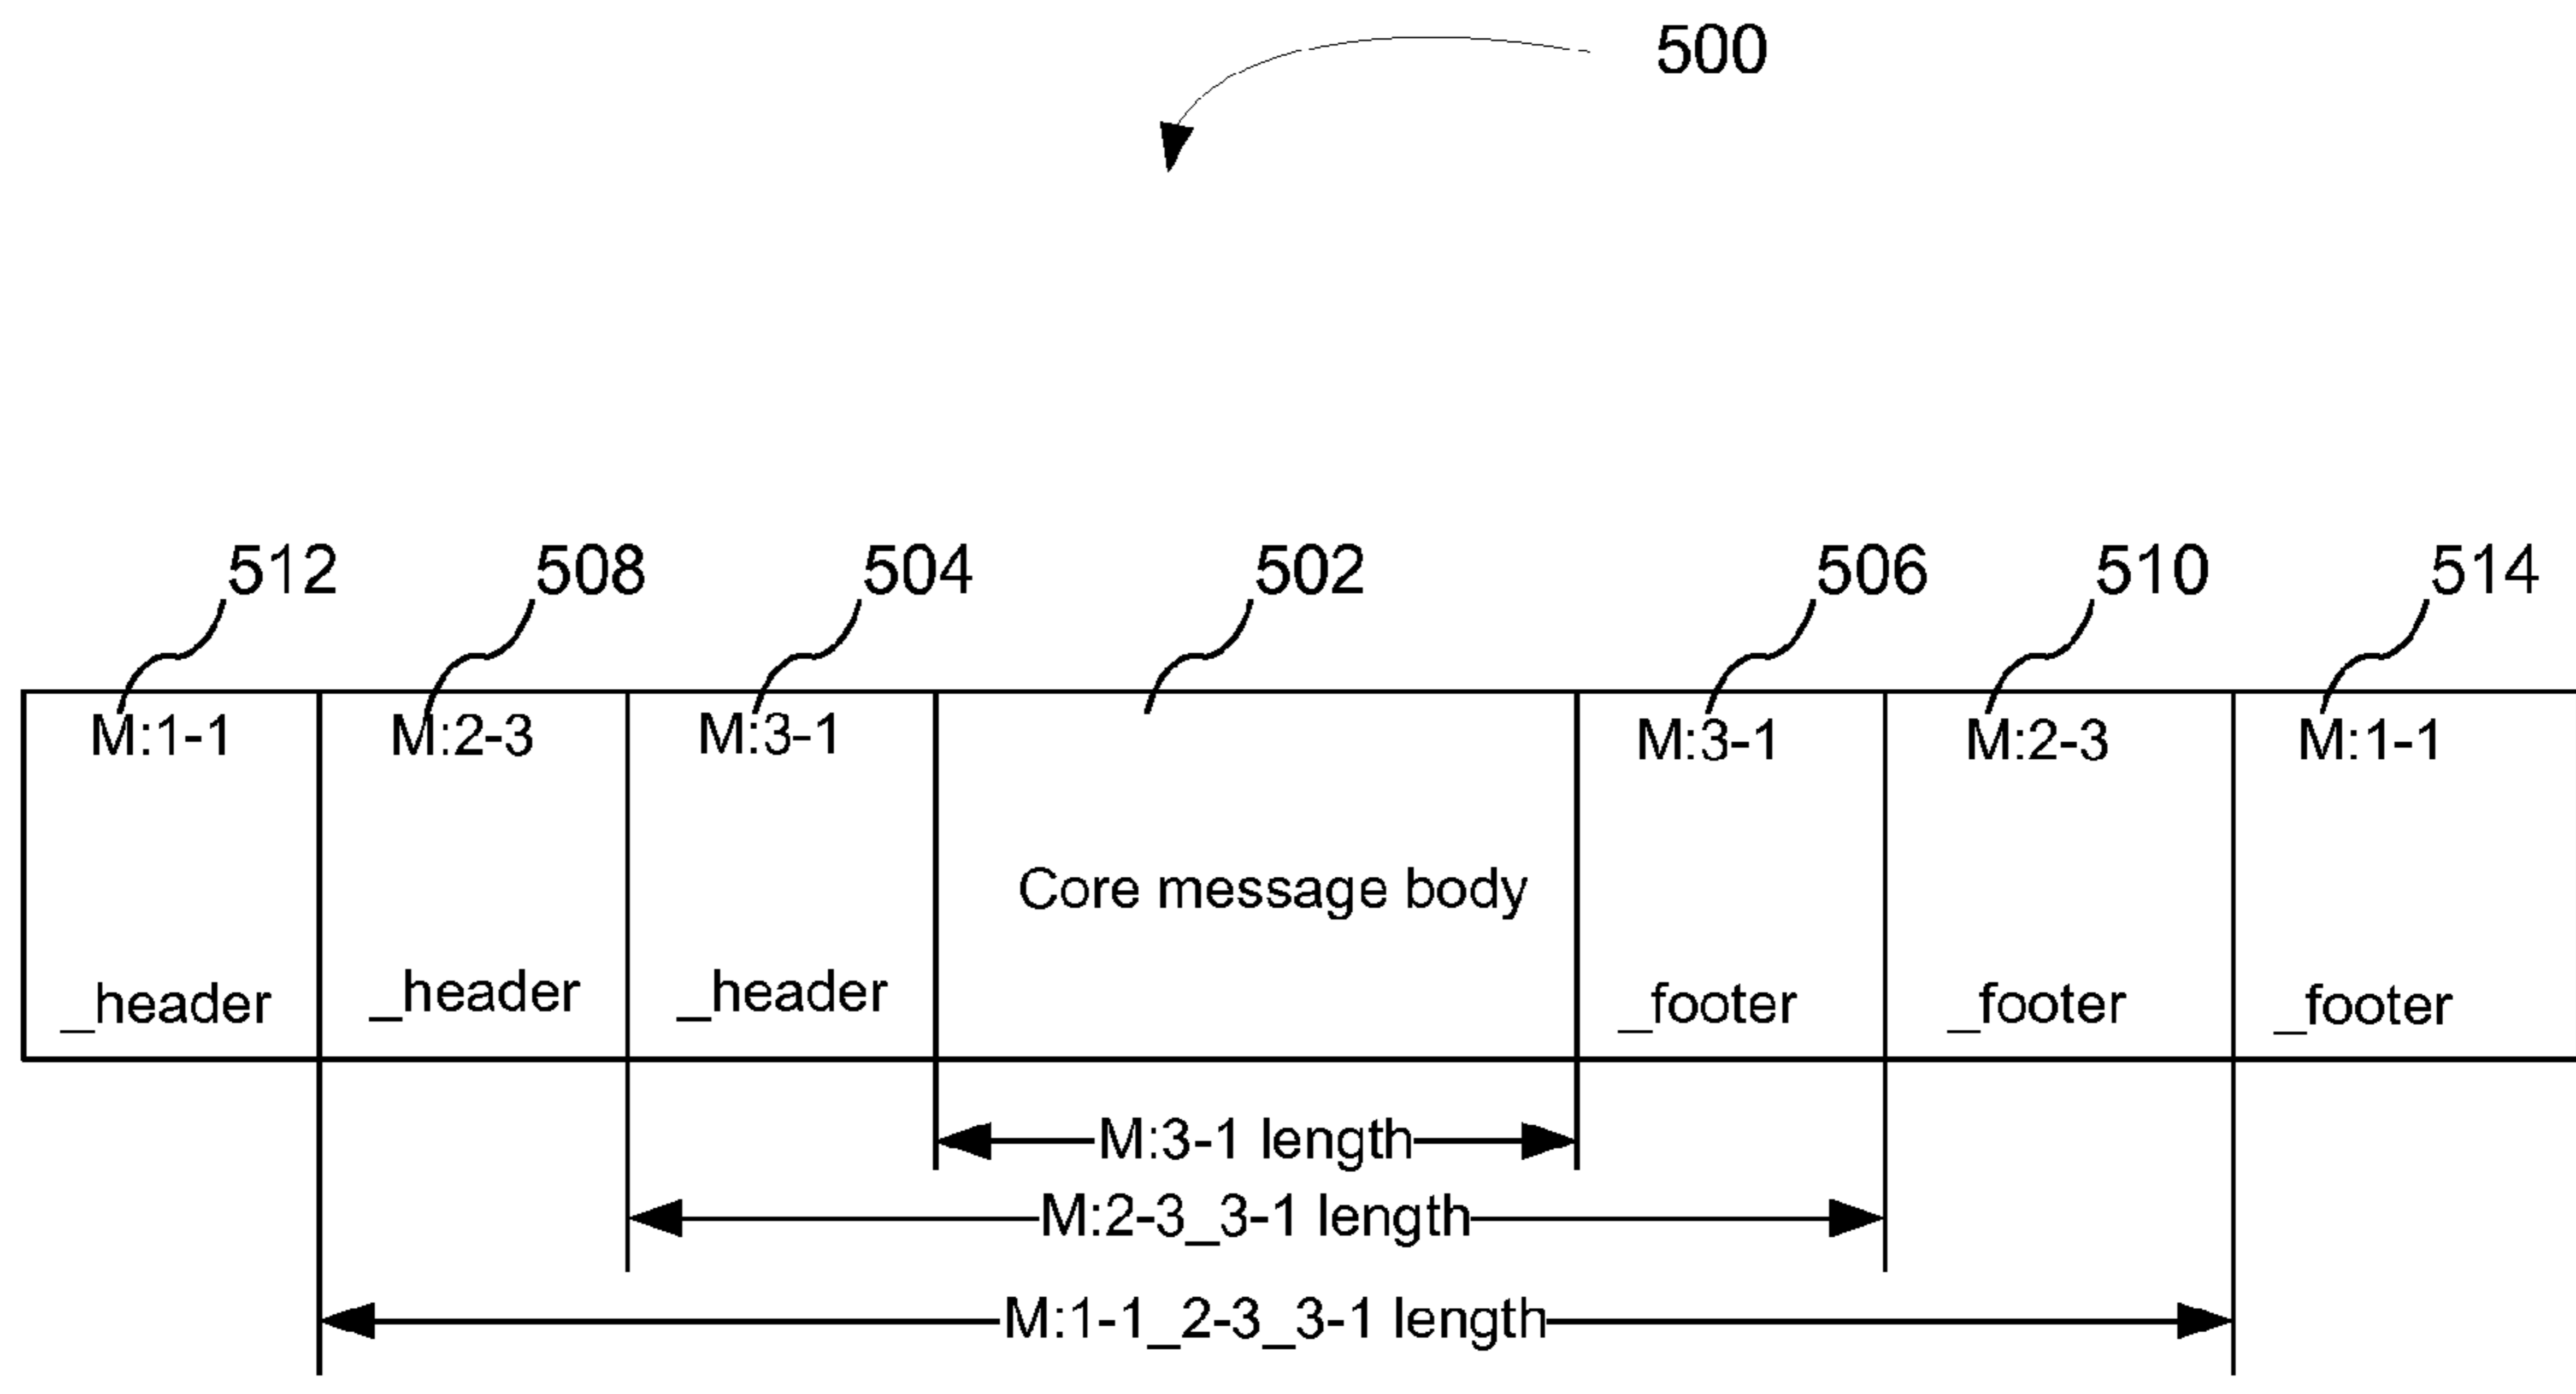 500
512 508 504 502 506 510 514
M:1-1 M:2-3 M:3-1 M:3-1 M:2-3 M:1-1
Core message body
_header _header _header _footer _footer _footer
M:3-1 length
M:2-3_3-1 length
M:1-1_2-3_3-1 length